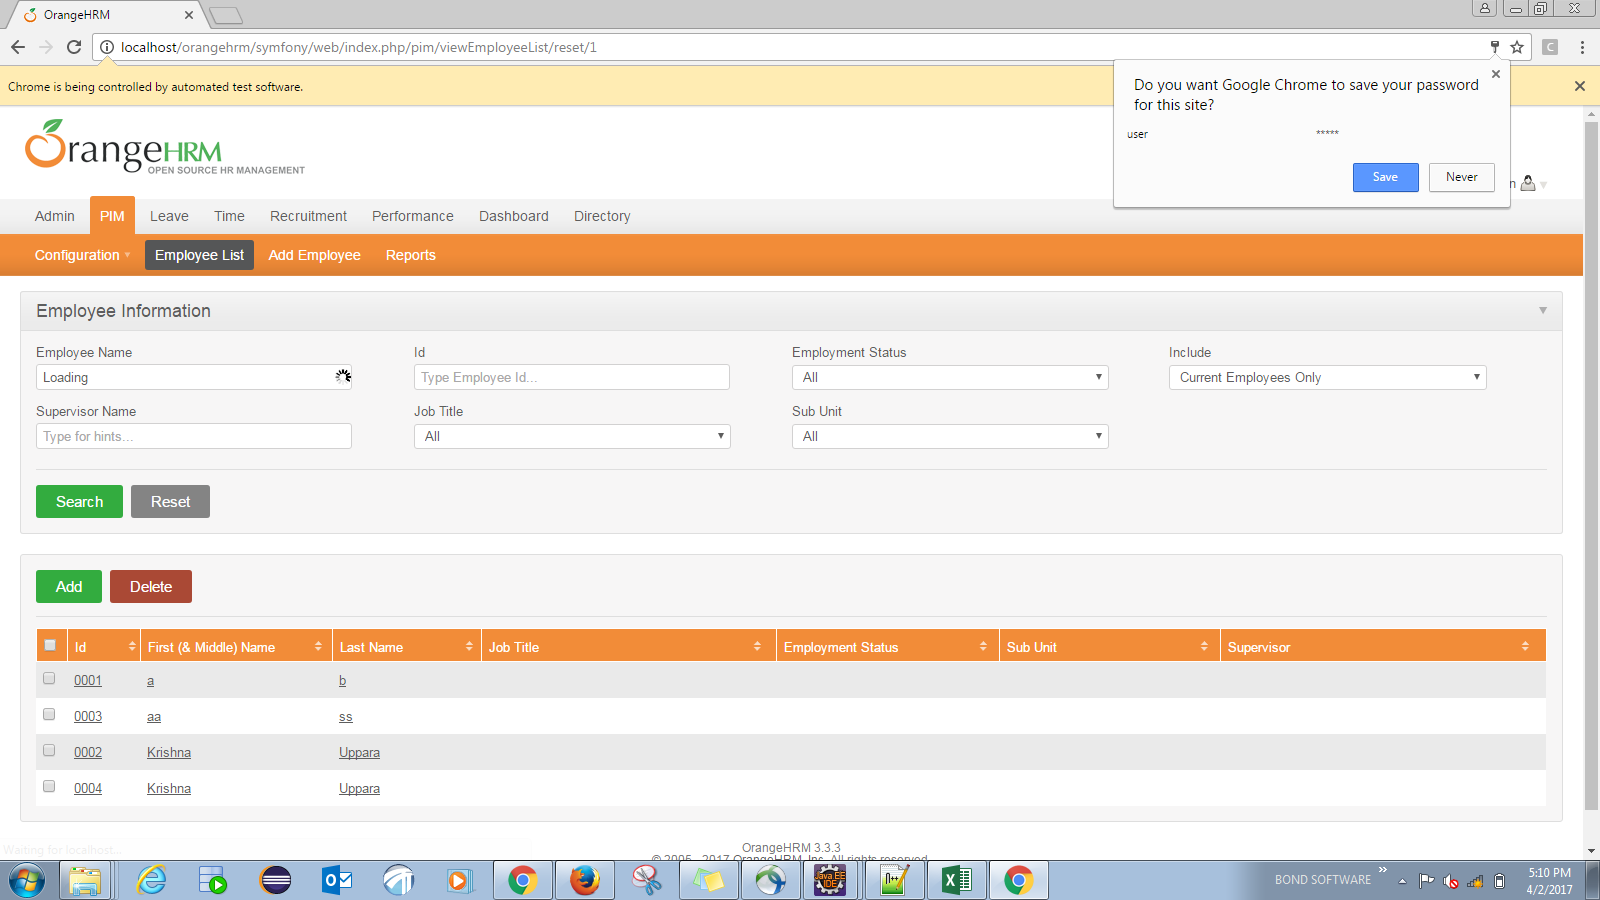 OrangeHRM
localhost/orangehrm/symfony/web/index.php/pim/viewEmployeeList/reset/1
C
Chrome is being controlled by automated test software.
Do you want Google Chrome to save your password
for this site?
user *****
Save Never
OrangeHRM
OPEN SOURCE HR MANAGEMENT
n
Admin PIM Leave Time Recruitment Performance Dashboard Directory
Configuration Employee List Add Employee Reports
Employee Information
Employee Name Id Employment Status Include
Loading Type Employee Id... All Current Employees Only
Supervisor Name Job Title Sub Unit
Type for hints... All All
Search Reset
Add Delete
Id First (& Middle) Name Last Name Job Title Employment Status Sub Unit Supervisor
0001 a b
0003 aa ss
0002 Krishna Uppara
0004 Krishna Uppara
Waiting for localhost...
OrangeHRM 3.3.3
© 2005 - 2017 OrangeHRM, Inc. All rights reserved
Java EE
IDE
BOND SOFTWARE »
5:10 PM
4/2/2017